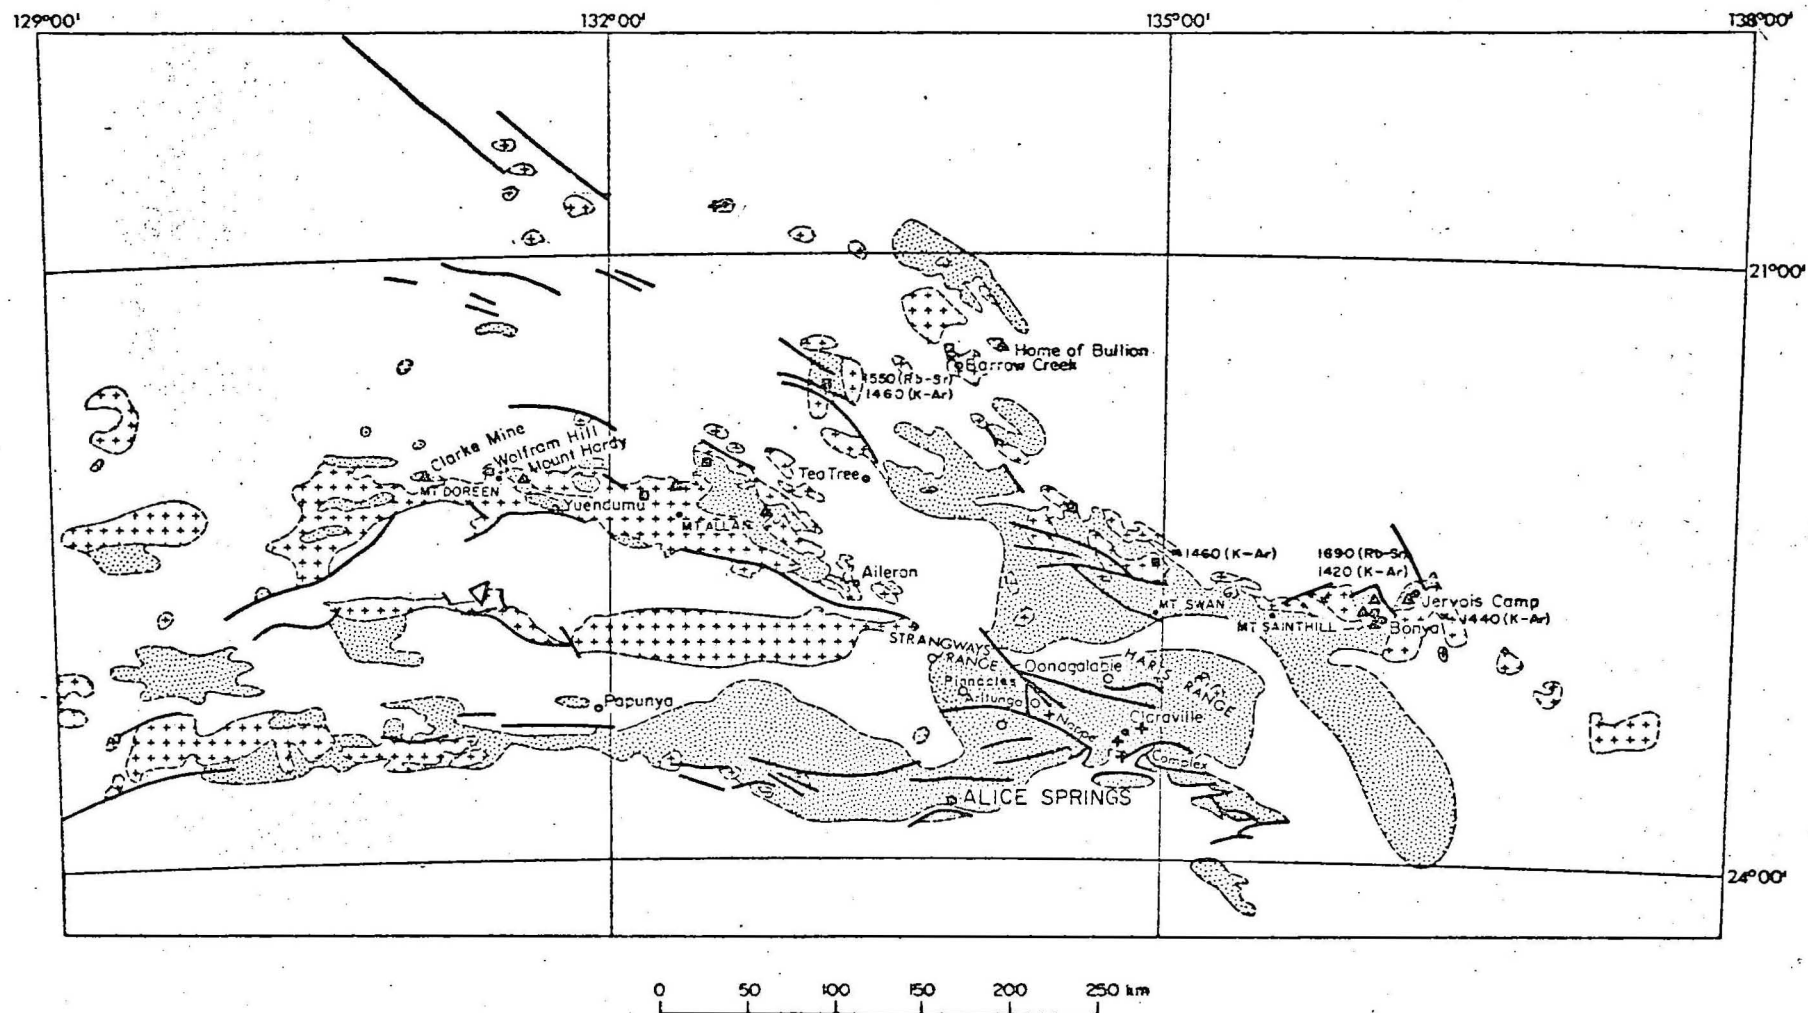 129°00'
132°00'
135°00'
138°00'
21°00'
Home of Bullion
Barrow Creek
1550 (Rb-Sr)
1460 (K-Ar)
Clarke Mine
Wolfram Hill
Mount Hardy
Tea Tree
MT DOREEN
Yuendumu
MT ALLAN
1460 (K-Ar)
1690 (Rb-Sr)
1420 (K-Ar)
Aileron
Jervois Camp
MT SWAN
1440 (K-Ar)
MT SAINTHILL
Bonya
STRANGWAYS
RANGE
Oonagalabie
HARTS
RANGE
Pinnacles
Arltunga
Papunya
Claraville
Nappe
Complex
ALICE SPRINGS
24°00'
0 50 100 150 200 250 km